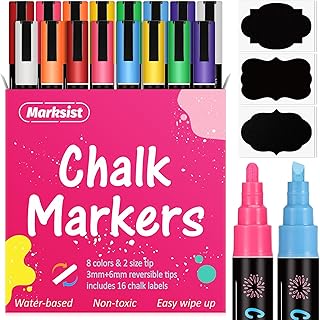 Marksist
Chalk
Markers
8 colors & 2 size tip
3mm+6mm reversible tips
includes 16 chalk labels
Water-based
Non-toxic
Easy wipe up
C
C